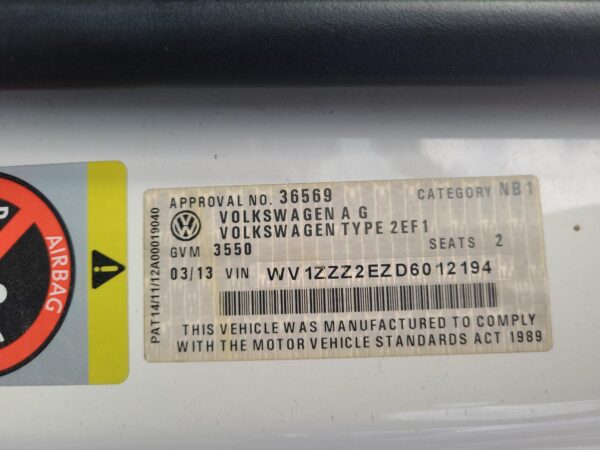 APPROVAL NO. 36569 CATEGORY NB1
VOLKSWAGEN A G
VOLKSWAGEN TYPE 2EF1
GVM 3550 SEATS 2
03/13 VIN WV1ZZZ2EZD6012194
THIS VEHICLE WAS MANUFACTURED TO COMPLY
WITH THE MOTOR VEHICLE STANDARDS ACT 1989
PAT14/11/12A00019040
AIRBAG